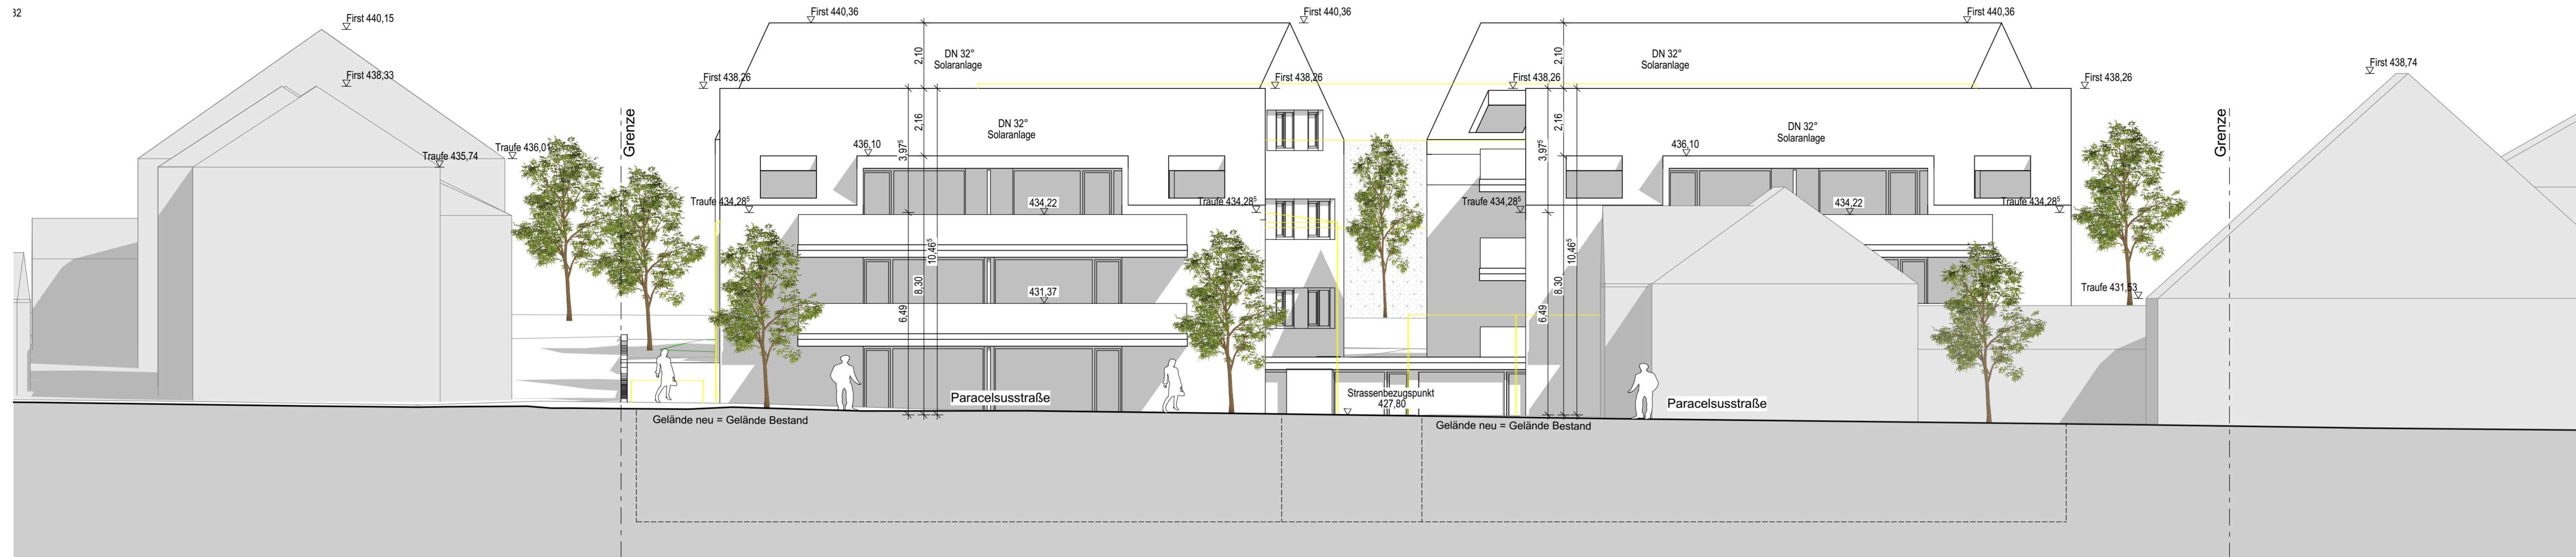 32
First 440,15
First 440,36
First 440,36
First 440,36
2,10
DN 32°
Solaranlage
2,10
DN 32°
Solaranlage
First 438,74
First 438,33
First 438,26
First 438,26
First 438,26
First 438,26
Grenze
2,16
DN 32°
Solaranlage
2,16
DN 32°
Solaranlage
Grenze
Traufe 435,74
Traufe 436,01
3,97⁵
436,10
3,97⁵
436,10
Traufe 434,28⁵
434,22
Traufe 434,28⁵
Traufe 434,28⁵
434,22
Traufe 434,28⁵
10,46⁵
10,46⁵
8,30
431,37
8,30
Traufe 431,53
6,49
6,49
Paracelsusstraße
Strassenbezugspunkt
427,80
Paracelsusstraße
Gelände neu = Gelände Bestand
Gelände neu = Gelände Bestand